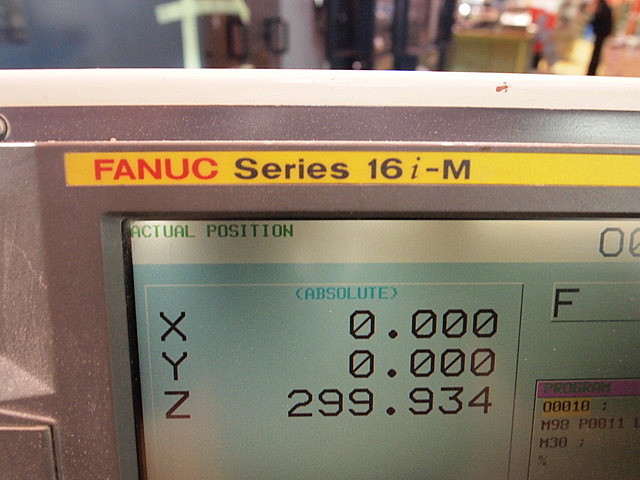 FANUC Series 16i-M
ACTUAL POSITION
(ABSOLUTE)
X 0.000
Y 0.000
Z 299.934
F
PROGRAM
O0010 ;
M98 P0011
M30 ;
%